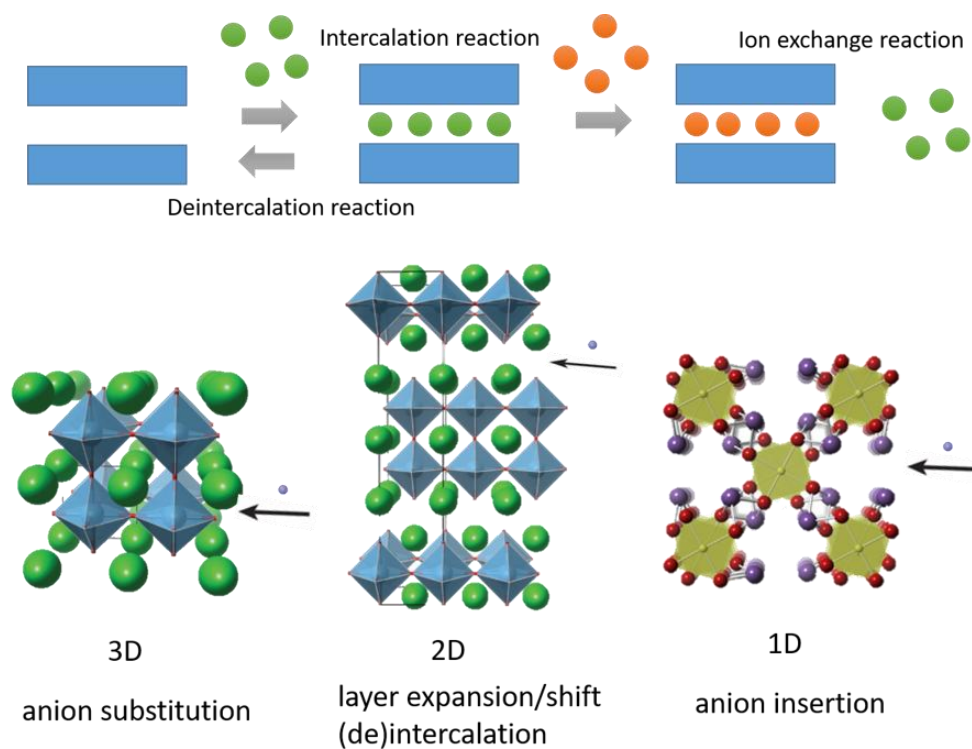 Intercalation reaction
Ion exchange reaction
Deintercalation reaction
3D
2D
1D
anion substitution
layer expansion/shift
(de)intercalation
anion insertion